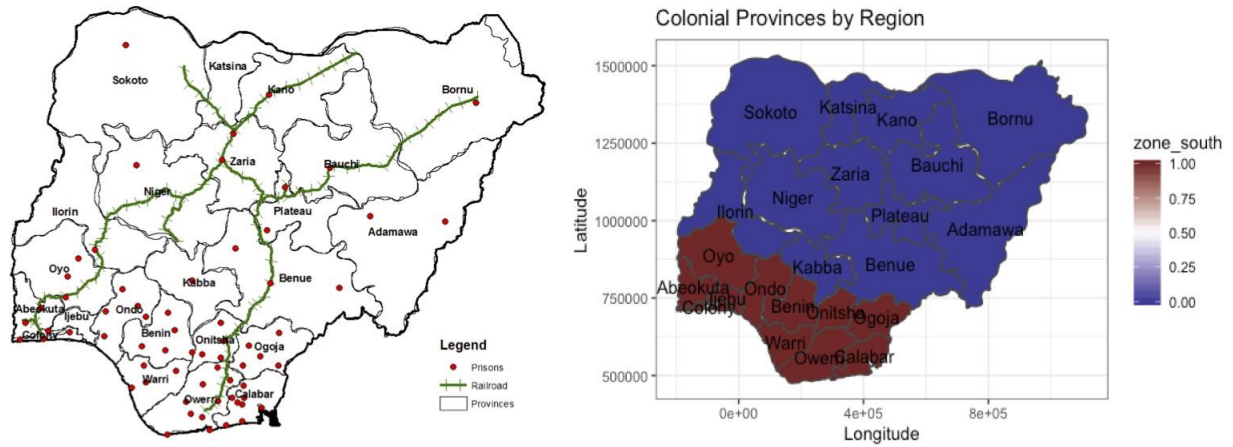 Sokoto
Katsina
Kano
Bornu
Zaria
Bauchi
Niger
Plateau
Ilorin
Adamawa
Oyo
Kabba
Benue
Abeokuta
Ijebu
Ondo
Colony
Benin
Onitsha
Ogoja
Warri
Owerri
Calabar
Legend
Prisons
Railroad
Provinces
Colonial Provinces by Region
1500000
1250000
1000000
750000
500000
Latitude
Sokoto
Katsina
Kano
Bornu
Bauchi
Zaria
Niger
Ilorin
Plateau
Adamawa
Oyo
Kabba
Benue
Abeokuta
Ondo
Ijebu
Colony
Benin
Onitsha
Ogoja
Warri
Owerri
Calabar
0e+00
4e+05
8e+05
Longitude
zone_south
1.00
0.75
0.50
0.25
0.00